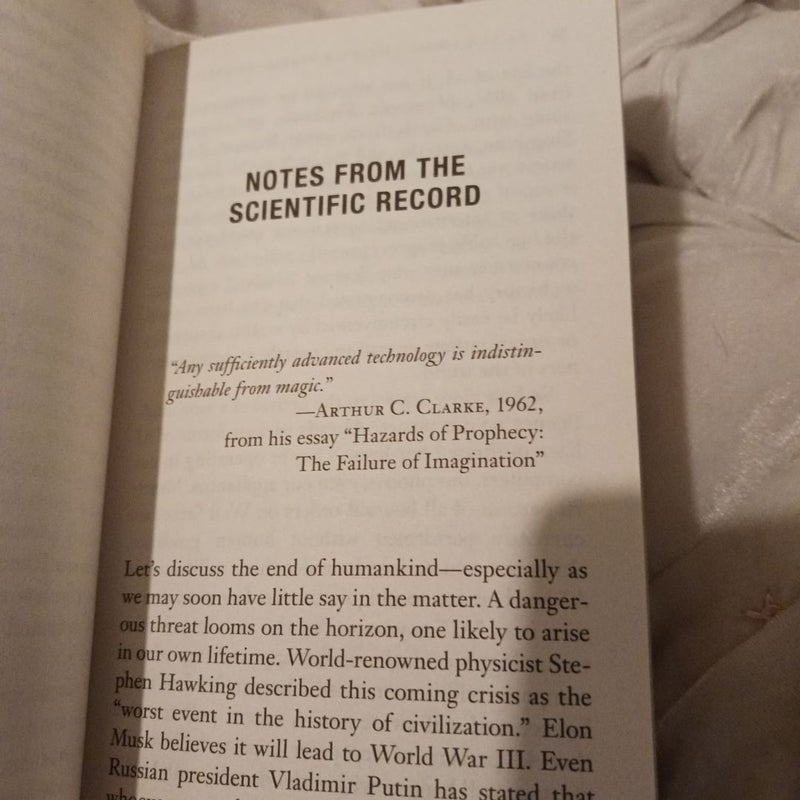 NOTES FROM THE
SCIENTIFIC RECORD
“Any sufficiently advanced technology is indistin-
guishable from magic.”
—ARTHUR C. CLARKE, 1962,
from his essay “Hazards of Prophecy:
The Failure of Imagination”
Let’s discuss the end of humankind—especially as
we may soon have little say in the matter. A danger-
ous threat looms on the horizon, one likely to arise
in our own lifetime. World-renowned physicist Ste-
phen Hawking described this coming crisis as the
“worst event in the history of civilization.” Elon
Musk believes it will lead to World War III. Even
Russian president Vladimir Putin has stated that